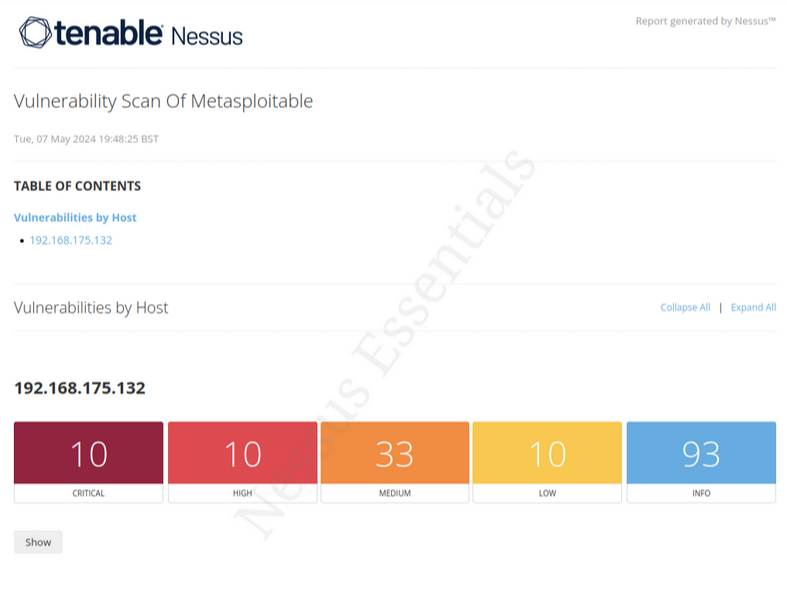 tenable Nessus
Report generated by Nessus™
Vulnerability Scan Of Metasploitable
Tue, 07 May 2024 19:48:25 BST
TABLE OF CONTENTS
Vulnerabilities by Host
• 192.168.175.132
Vulnerabilities by Host
Collapse All | Expand All
192.168.175.132
10 10 33 10 93
CRITICAL HIGH MEDIUM LOW INFO
Show
Nessus Essentials